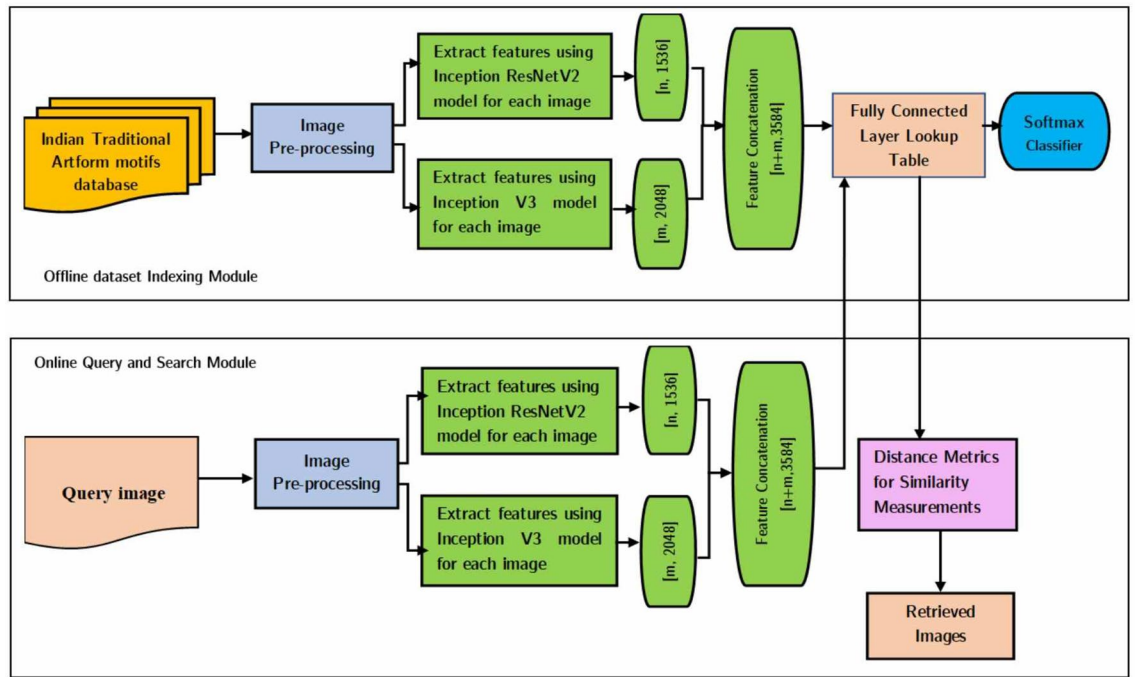 Indian Traditional
Artform motifs
database
Image
Pre-processing
Extract features using
Inception ResNetV2
model for each image
Extract features using
Inception V3 model
for each image
[n, 1536]
[m, 2048]
Feature Concatenation
[n+m,3584]
Fully Connected
Layer Lookup
Table
Softmax
Classifier
Offline dataset Indexing Module
Online Query and Search Module
Query image
Image
Pre-processing
Extract features using
Inception ResNetV2
model for each image
Extract features using
Inception V3 model
for each image
[n, 1536]
[m, 2048]
Feature Concatenation
[n+m,3584]
Distance Metrics
for Similarity
Measurements
Retrieved
Images